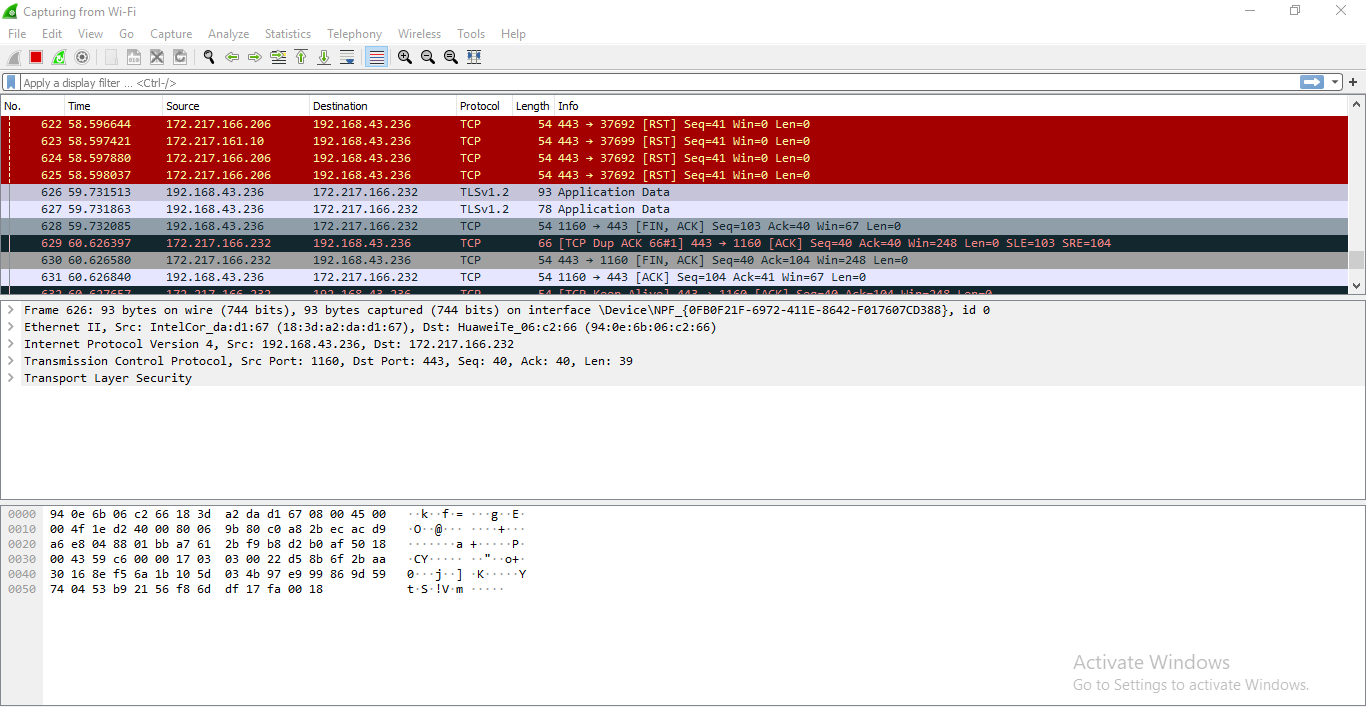 Capturing from Wi-Fi
File Edit View Go Capture Analyze Statistics Telephony Wireless Tools Help
Apply a display filter ... <Ctrl-/>
No. Time Source Destination Protocol Length Info
622 58.596644 172.217.166.206 192.168.43.236 TCP 54 443 → 37692 [RST] Seq=41 Win=0 Len=0
623 58.597421 172.217.161.10 192.168.43.236 TCP 54 443 → 37699 [RST] Seq=41 Win=0 Len=0
624 58.597880 172.217.166.206 192.168.43.236 TCP 54 443 → 37692 [RST] Seq=41 Win=0 Len=0
625 58.598037 172.217.166.206 192.168.43.236 TCP 54 443 → 37692 [RST] Seq=41 Win=0 Len=0
626 59.731513 192.168.43.236 172.217.166.232 TLSv1.2 93 Application Data
627 59.731863 192.168.43.236 172.217.166.232 TLSv1.2 78 Application Data
628 59.732085 192.168.43.236 172.217.166.232 TCP 54 1160 → 443 [FIN, ACK] Seq=103 Ack=40 Win=67 Len=0
629 60.626397 172.217.166.232 192.168.43.236 TCP 66 [TCP Dup ACK 66#1] 443 → 1160 [ACK] Seq=40 Ack=40 Win=248 Len=0 SLE=103 SRE=104
630 60.626580 172.217.166.232 192.168.43.236 TCP 54 443 → 1160 [FIN, ACK] Seq=40 Ack=104 Win=248 Len=0
631 60.626840 192.168.43.236 172.217.166.232 TCP 54 1160 → 443 [ACK] Seq=104 Ack=41 Win=67 Len=0
632 60.627657 172.217.166.232 192.168.43.236 TCP 54 [TCP Keep-Alive] 443 → 1160 [ACK] Seq=40 Ack=104 Win=248 Len=0
Frame 626: 93 bytes on wire (744 bits), 93 bytes captured (744 bits) on interface \Device\NPF_{0FB0F21F-6972-411E-8642-F017607CD388}, id 0
Ethernet II, Src: IntelCor_da:d1:67 (18:3d:a2:da:d1:67), Dst: HuaweiTe_06:c2:66 (94:0e:6b:06:c2:66)
Internet Protocol Version 4, Src: 192.168.43.236, Dst: 172.217.166.232
Transmission Control Protocol, Src Port: 1160, Dst Port: 443, Seq: 40, Ack: 40, Len: 39
Transport Layer Security
0000 94 0e 6b 06 c2 66 18 3d a2 da d1 67 08 00 45 00 ··k··f·= ···g··E·
0010 00 4f 1e d2 40 00 80 06 9b 80 c0 a8 2b ec ac d9 ·O··@··· ····+···
0020 a6 e8 04 88 01 bb a7 61 2b f9 b8 d2 b0 af 50 18 ·······a +·····P·
0030 00 43 59 c6 00 00 17 03 03 00 22 d5 8b 6f 2b aa ·CY····· ··"··o+·
0040 30 16 8e f5 6a 1b 10 5d 03 4b 97 e9 99 86 9d 59 0···j··] ·K·····Y
0050 74 04 53 b9 21 56 f8 6d df 17 fa 00 18 t·S·!V·m ·····
Activate Windows
Go to Settings to activate Windows.